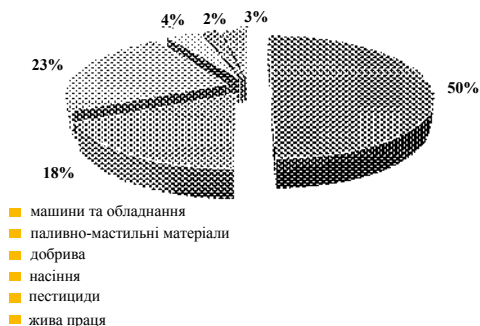 4% 2% 3%
23%
50%
18%
машини та обладнання
паливно-мастильні матеріали
добрива
насіння
пестициди
жива праця